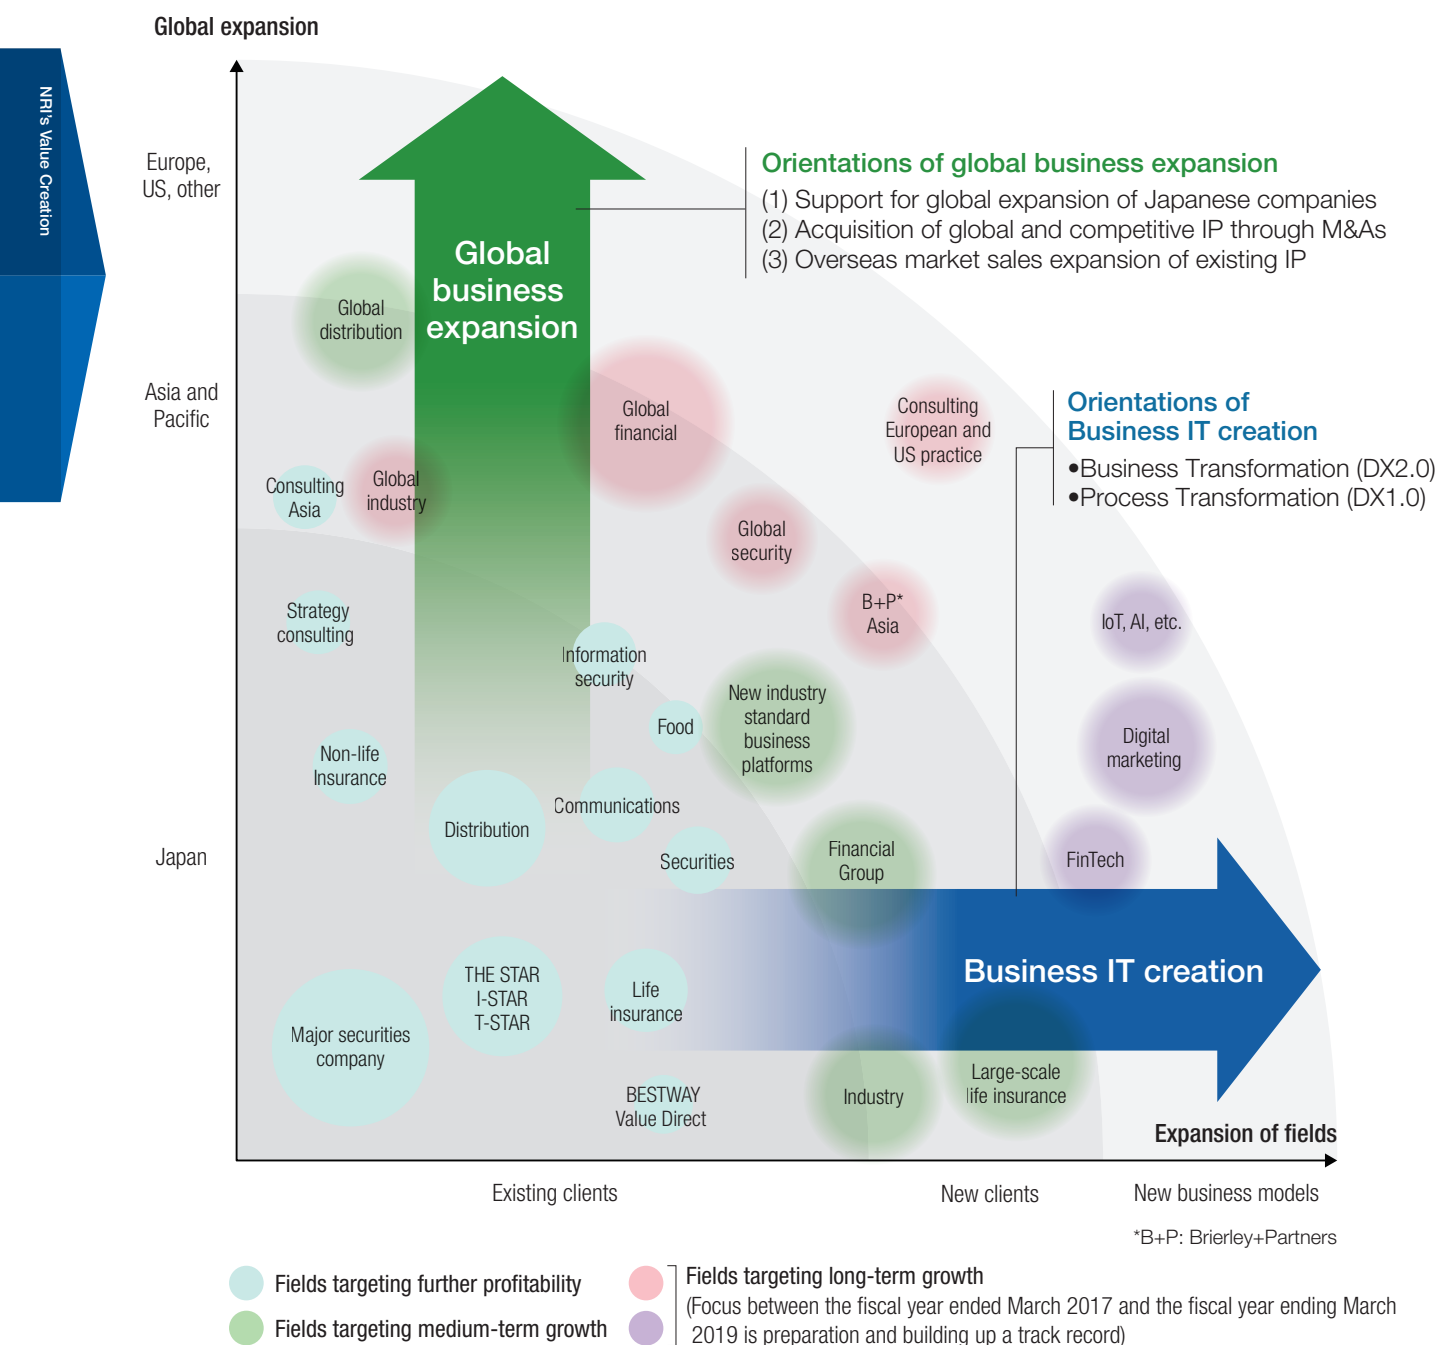 Global expansion
NRI's Value Creation
Europe,
US, other
Orientations of global business expansion
(1) Support for global expansion of Japanese companies
(2) Acquisition of global and competitive IP through M&As
(3) Overseas market sales expansion of existing IP
Global
business
expansion
Global
distribution
Asia and
Pacific
Global
financial
Consulting
European and
US practice
Orientations of
Business IT creation
•Business Transformation (DX2.0)
•Process Transformation (DX1.0)
Consulting
Asia
Global
industry
Global
security
B+P*
Asia
IoT, AI, etc.
Strategy
consulting
Information
security
New industry
standard
business
platforms
Food
Digital
marketing
Non-life
Insurance
Communications
Distribution
Japan
Securities
Financial
Group
FinTech
Business IT creation
THE STAR
I-STAR
T-STAR
Life
insurance
Major securities
company
BESTWAY
Value Direct
Industry
Large-scale
life insurance
Expansion of fields
Existing clients
New clients
New business models
*B+P: Brierley+Partners
Fields targeting further profitability
Fields targeting medium-term growth
Fields targeting long-term growth
(Focus between the fiscal year ended March 2017 and the fiscal year ending March
2019 is preparation and building up a track record)